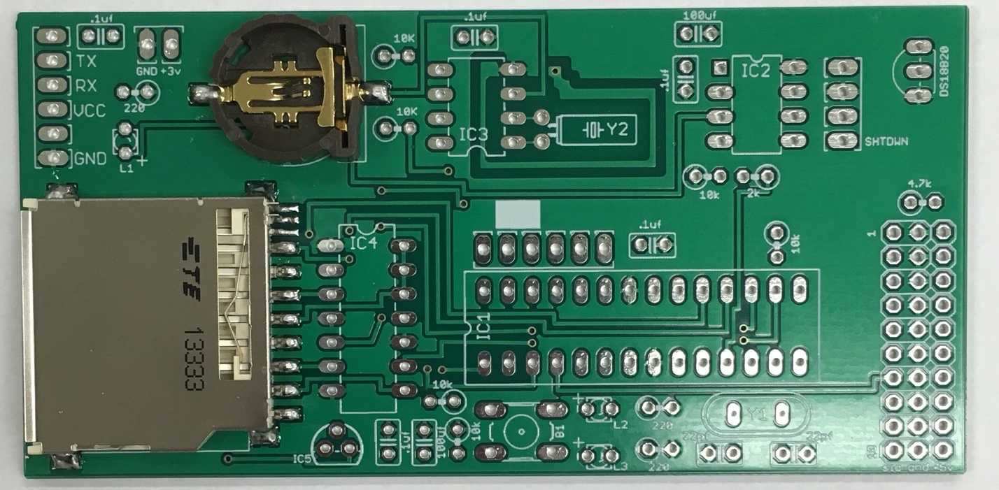 .1uf
.1uf
100uf
TX
RX
VCC
GND
GND +3v
220
L1
+
10K
10K
IC3
Y2
.1uf
IC2
DS18B20
SHTDWN
10k
2k
4.7k
1
ETE
13383
IC4
.1uf
10k
IC1
10k
10k
IC5
.1uf
100uf
B1
+
L2
220
+
L3
220
Y1
22pf
22pf
10
sig gnd +5v